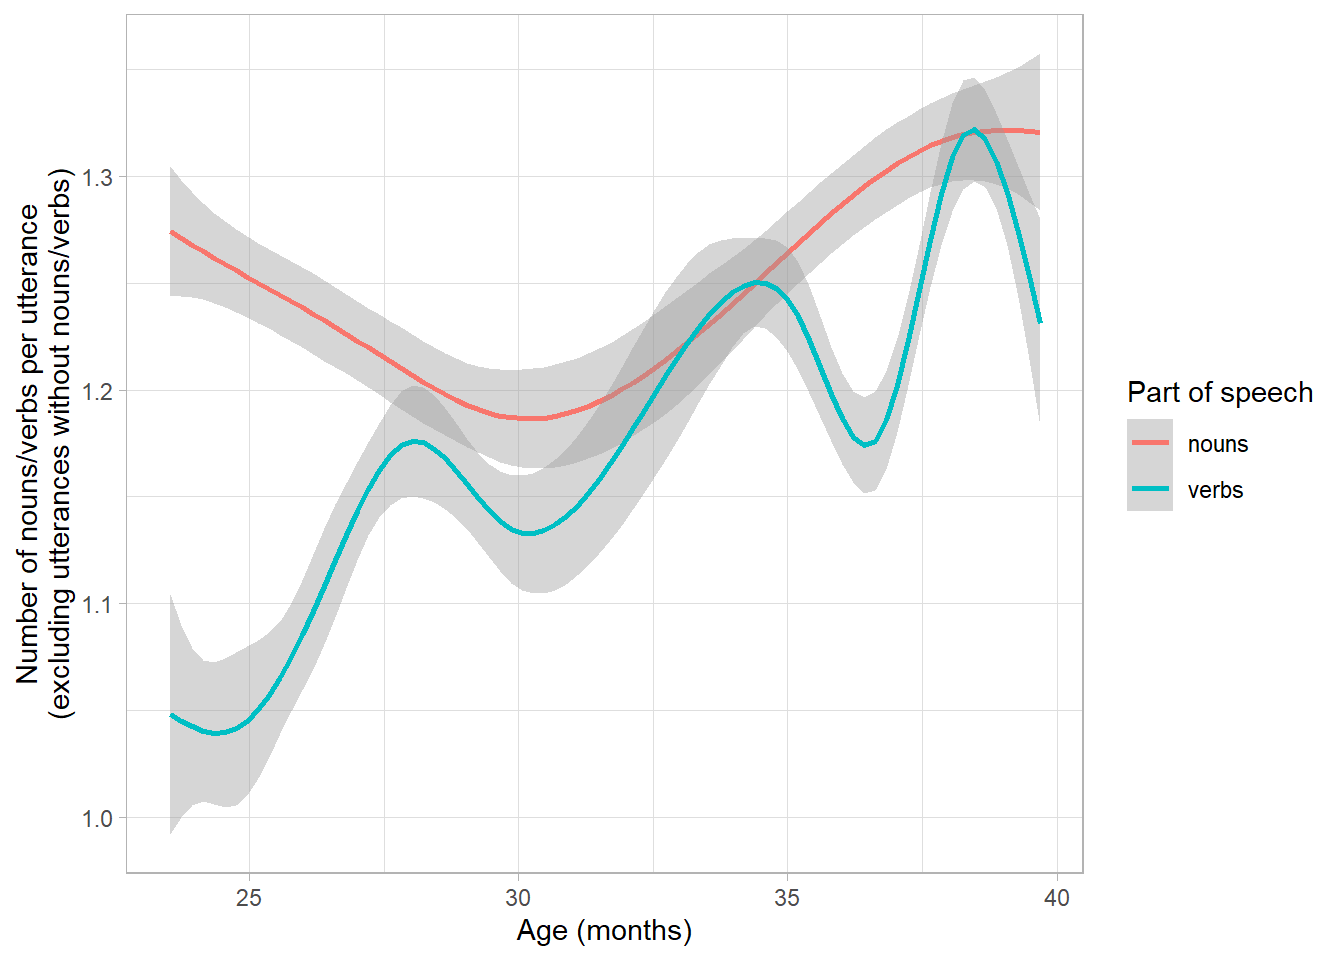 Number of nouns/verbs per utterance
(excluding utterances without nouns/verbs)
1.3
1.2
1.1
1.0
25 30 35 40
Age (months)
Part of speech
nouns
verbs